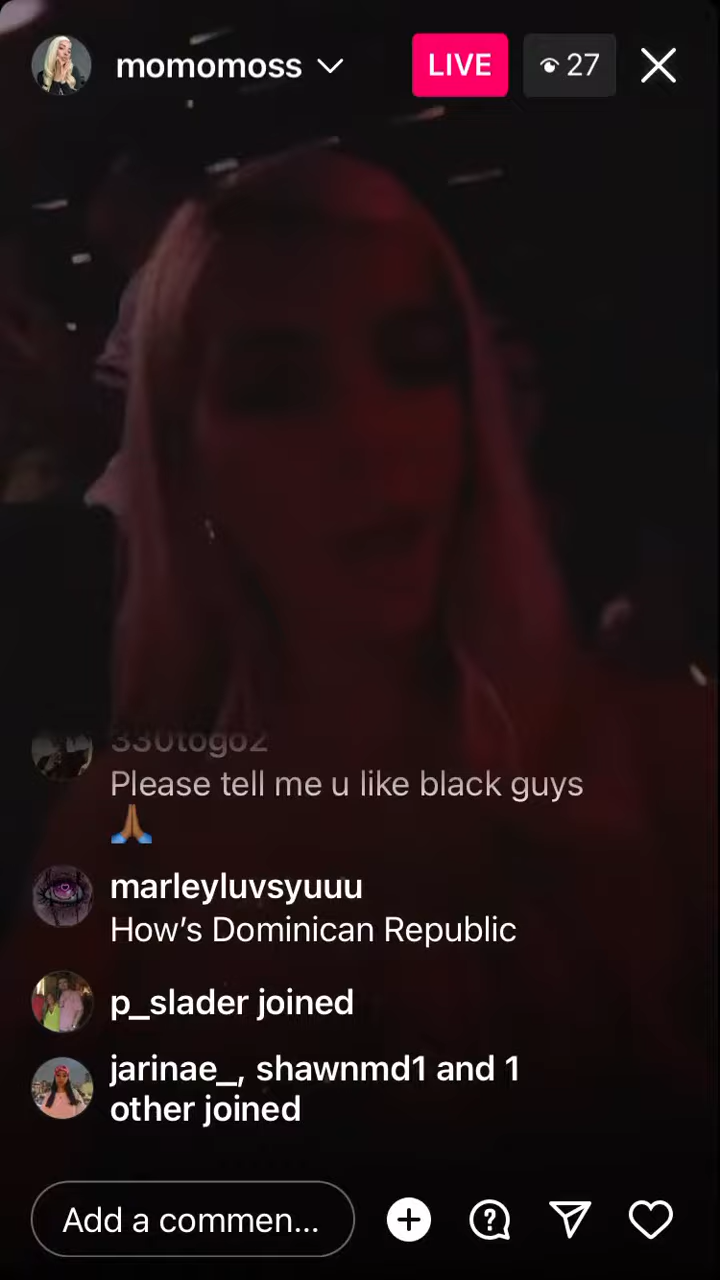 momomoss
LIVE
27
330togo2
Please tell me u like black guys
🙏🏾
marleyluvsyuuu
How's Dominican Republic
p_slader joined
jarinae_, shawnmd1 and 1
other joined
Add a commen...